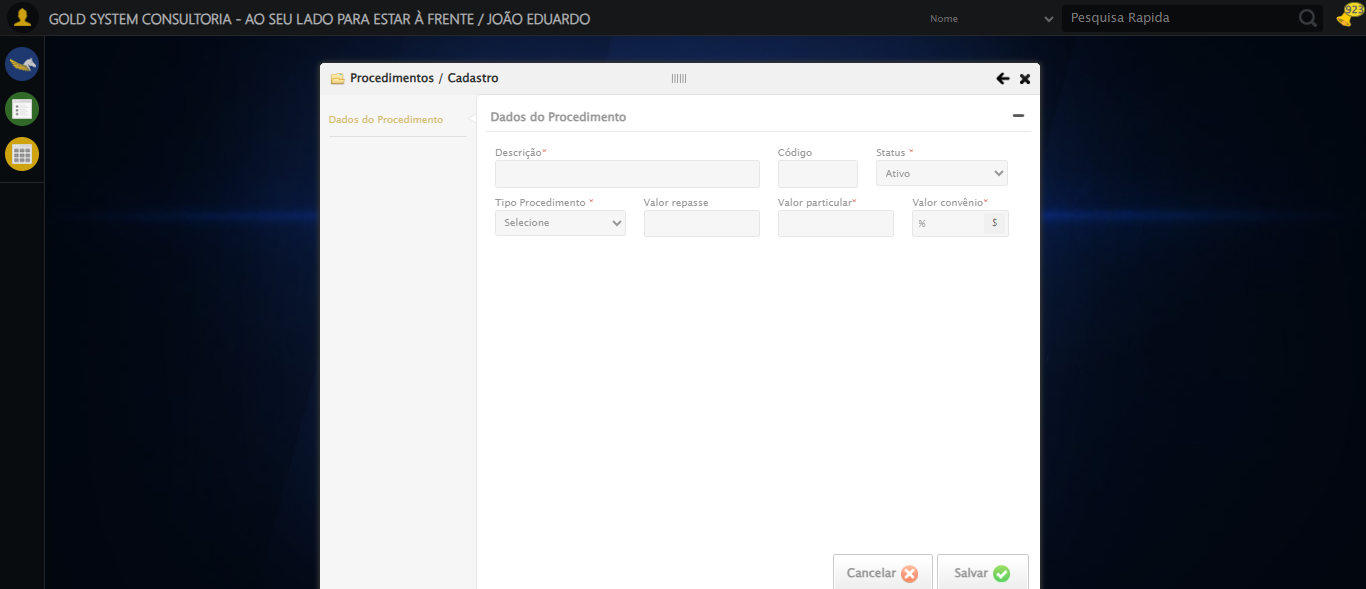 GOLD SYSTEM CONSULTORIA - AO SEU LADO PARA ESTAR À FRENTE / JOÃO EDUARDO
Nome
Pesquisa Rapida
923
Procedimentos / Cadastro
Dados do Procedimento
Dados do Procedimento
Descrição*
Código
Status *
Ativo
Tipo Procedimento *
Valor repasse
Valor particular*
Valor convênio*
Selecione
%
$
Cancelar
Salvar